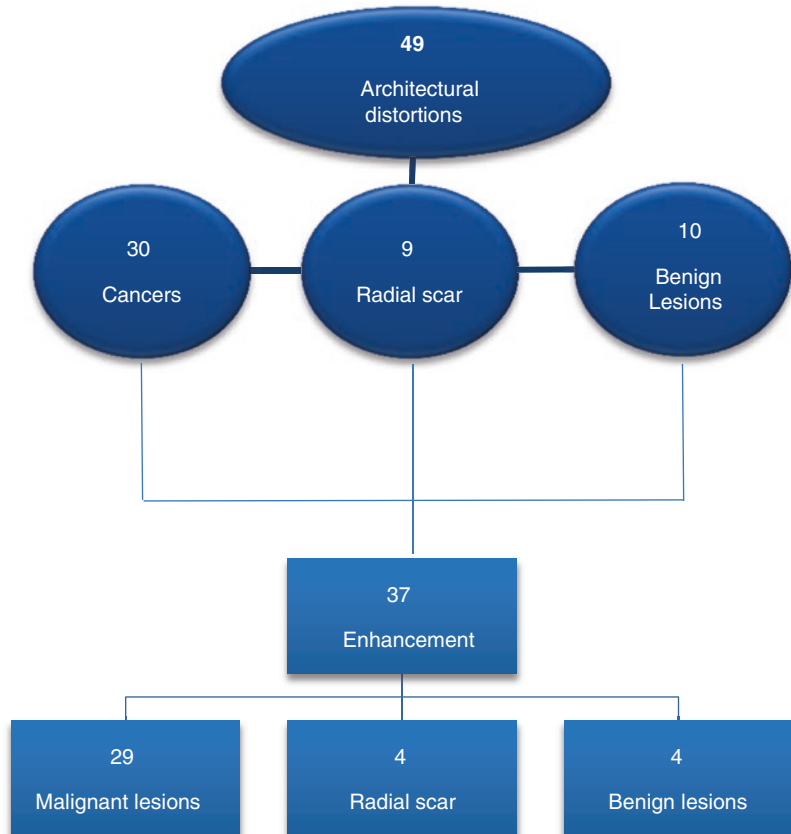 49
Architectural
distortions
30
Cancers
9
Radial scar
10
Benign
Lesions
37
Enhancement
29
Malignant lesions
4
Radial scar
4
Benign lesions